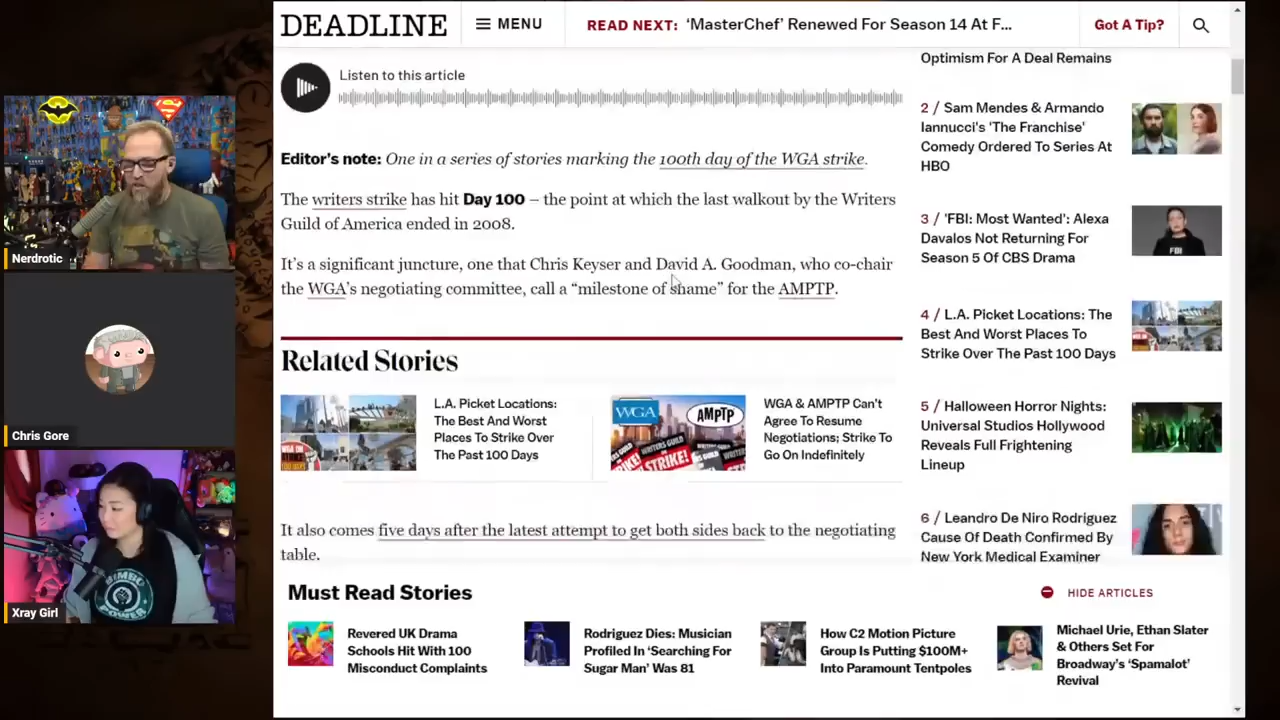 DEADLINE
MENU
READ NEXT: 'MasterChef' Renewed For Season 14 At F...
Got A Tip?
Listen to this article
Editor's note: One in a series of stories marking the 100th day of the WGA strike.
The writers strike has hit Day 100 – the point at which the last walkout by the Writers
Guild of America ended in 2008.
It's a significant juncture, one that Chris Keyser and David A. Goodman, who co-chair
the WGA's negotiating committee, call a "milestone of shame" for the AMPTP.
Related Stories
L.A. Picket Locations:
The Best And Worst
Places To Strike Over
The Past 100 Days
WGA
AMPTP
WRITERS GUILD
STRIKE!
WGA & AMPTP Can't
Agree To Resume
Negotiations; Strike To
Go On Indefinitely
It also comes five days after the latest attempt to get both sides back to the negotiating
table.
Optimism For A Deal Remains
2 / Sam Mendes & Armando
Iannucci's 'The Franchise'
Comedy Ordered To Series At
HBO
3 / 'FBI: Most Wanted': Alexa
Davalos Not Returning For
Season 5 Of CBS Drama
FBI
4 / L.A. Picket Locations: The
Best And Worst Places To
Strike Over The Past 100 Days
5 / Halloween Horror Nights:
Universal Studios Hollywood
Reveals Full Frightening
Lineup
6 / Leandro De Niro Rodriguez
Cause Of Death Confirmed By
New York Medical Examiner
Must Read Stories
HIDE ARTICLES
Revered UK Drama
Schools Hit With 100
Misconduct Complaints
Rodriguez Dies: Musician
Profiled In 'Searching For
Sugar Man' Was 81
How C2 Motion Picture
Group Is Putting $100M+
Into Paramount Tentpoles
Michael Urie, Ethan Slater
& Others Set For
Broadway's 'Spamalot'
Revival
Nerdrotic
Chris Gore
JUMBO
POWER
Xray Girl